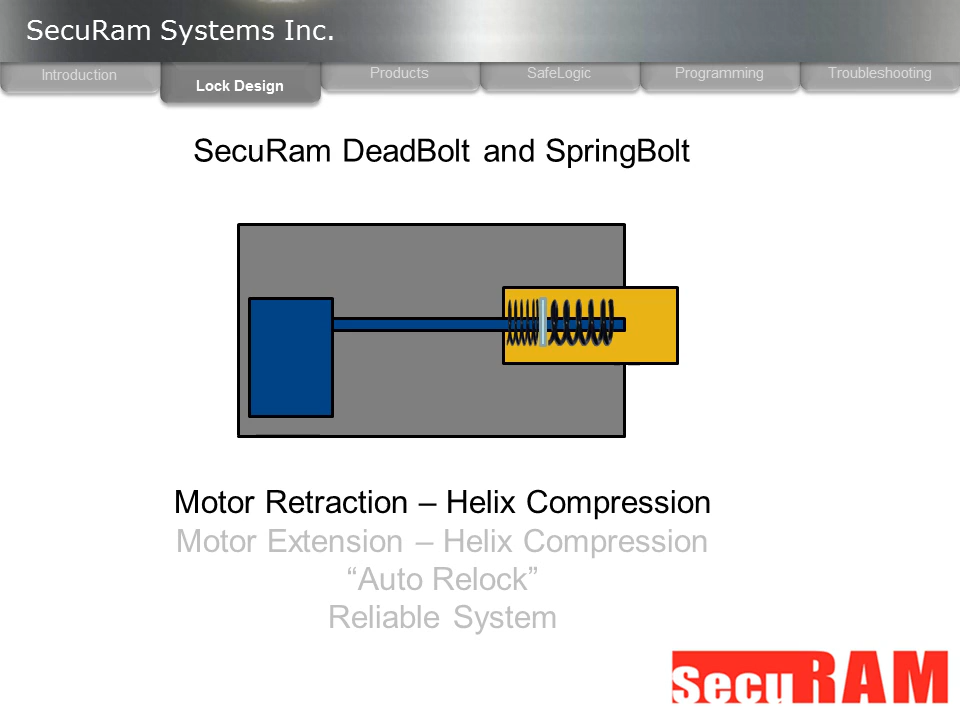 SecuRam Systems Inc.
Introduction
Lock Design
Products
SafeLogic
Programming
Troubleshooting
SecuRam DeadBolt and SpringBolt
Motor Retraction – Helix Compression
Motor Extension – Helix Compression
“Auto Relock”
Reliable System
SecuRAM